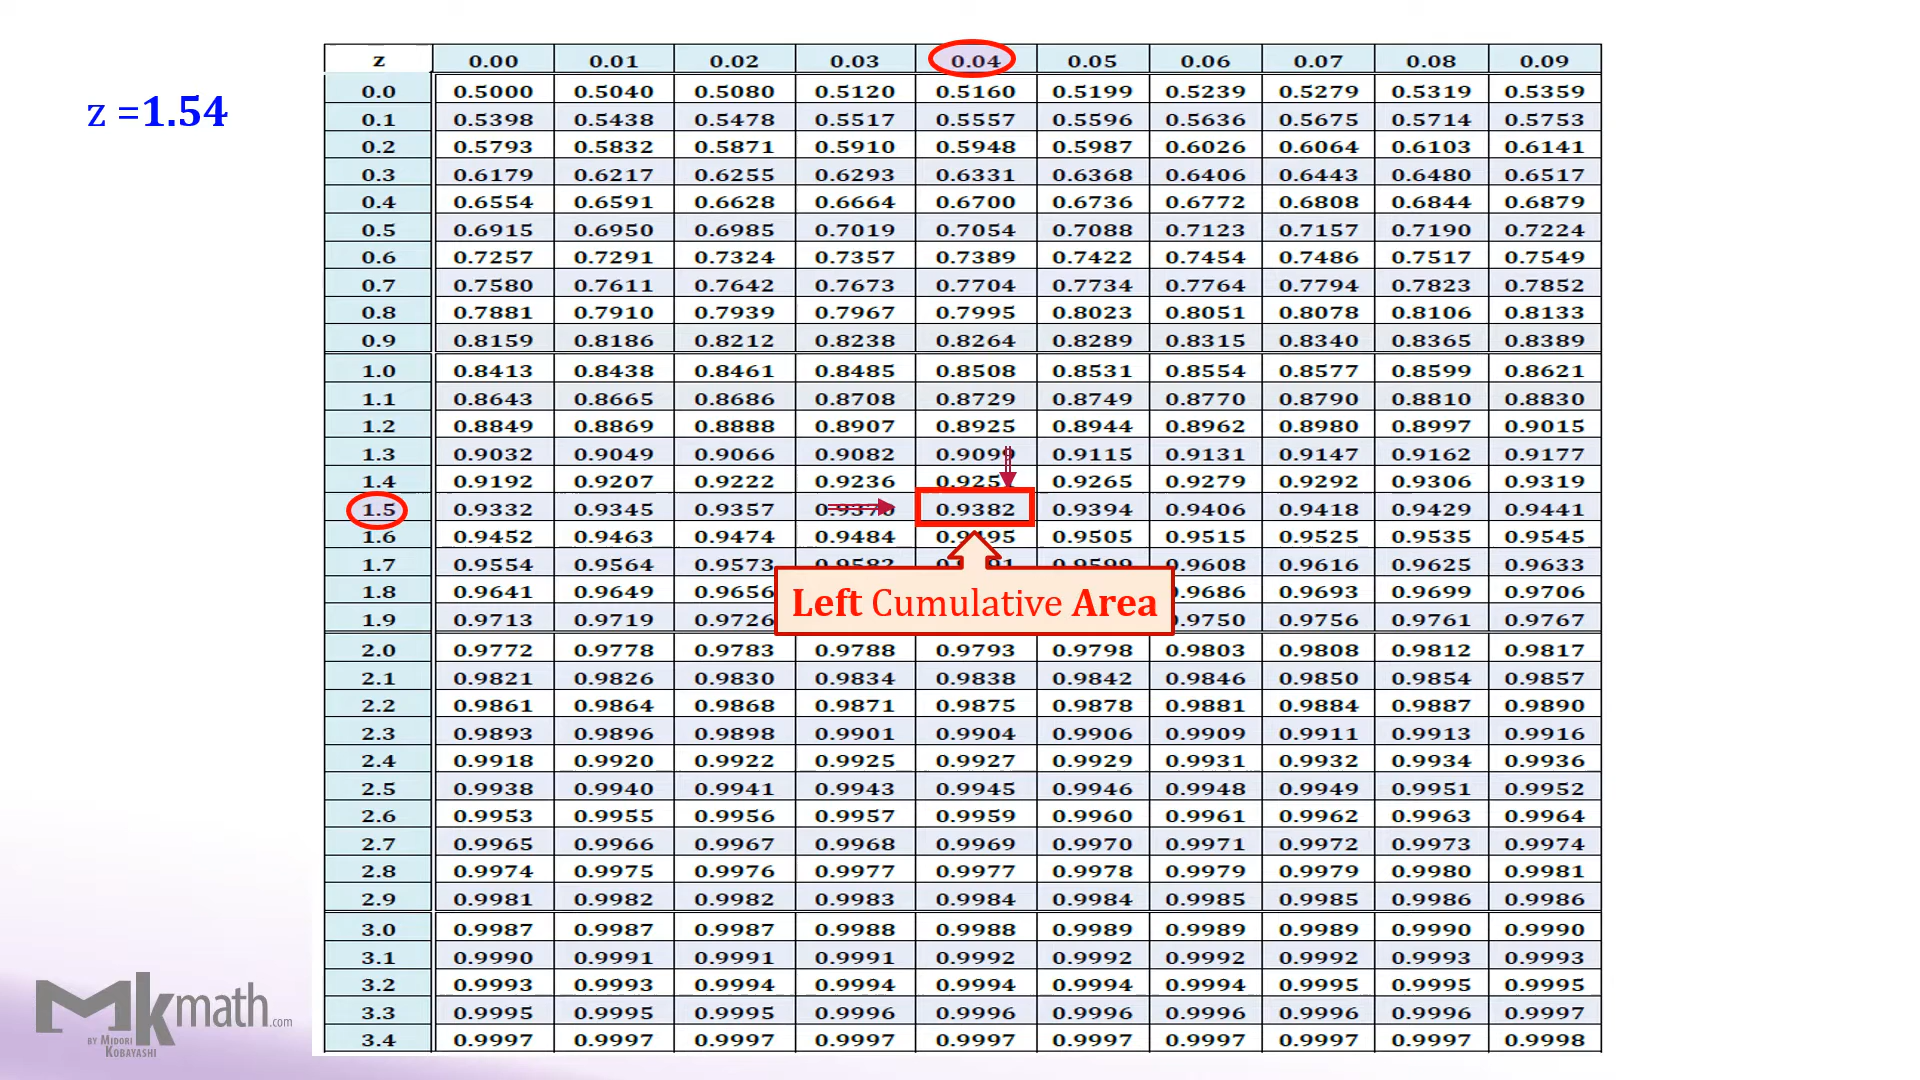 z 0.00 0.01 0.02 0.03 0.04 0.05 0.06 0.07 0.08 0.09
z =1.54
0.0 0.5000 0.5040 0.5080 0.5120 0.5160 0.5199 0.5239 0.5279 0.5319 0.5359
0.1 0.5398 0.5438 0.5478 0.5517 0.5557 0.5596 0.5636 0.5675 0.5714 0.5753
0.2 0.5793 0.5832 0.5871 0.5910 0.5948 0.5987 0.6026 0.6064 0.6103 0.6141
0.3 0.6179 0.6217 0.6255 0.6293 0.6331 0.6368 0.6406 0.6443 0.6480 0.6517
0.4 0.6554 0.6591 0.6628 0.6664 0.6700 0.6736 0.6772 0.6808 0.6844 0.6879
0.5 0.6915 0.6950 0.6985 0.7019 0.7054 0.7088 0.7123 0.7157 0.7190 0.7224
0.6 0.7257 0.7291 0.7324 0.7357 0.7389 0.7422 0.7454 0.7486 0.7517 0.7549
0.7 0.7580 0.7611 0.7642 0.7673 0.7704 0.7734 0.7764 0.7794 0.7823 0.7852
0.8 0.7881 0.7910 0.7939 0.7967 0.7995 0.8023 0.8051 0.8078 0.8106 0.8133
0.9 0.8159 0.8186 0.8212 0.8238 0.8264 0.8289 0.8315 0.8340 0.8365 0.8389
1.0 0.8413 0.8438 0.8461 0.8485 0.8508 0.8531 0.8554 0.8577 0.8599 0.8621
1.1 0.8643 0.8665 0.8686 0.8708 0.8729 0.8749 0.8770 0.8790 0.8810 0.8830
1.2 0.8849 0.8869 0.8888 0.8907 0.8925 0.8944 0.8962 0.8980 0.8997 0.9015
1.3 0.9032 0.9049 0.9066 0.9082 0.9099 0.9115 0.9131 0.9147 0.9162 0.9177
1.4 0.9192 0.9207 0.9222 0.9236 0.9251 0.9265 0.9279 0.9292 0.9306 0.9319
1.5 0.9332 0.9345 0.9357 0.9370 0.9382 0.9394 0.9406 0.9418 0.9429 0.9441
1.6 0.9452 0.9463 0.9474 0.9484 0.9495 0.9505 0.9515 0.9525 0.9535 0.9545
1.7 0.9554 0.9564 0.9573 0.9582 0.9608 0.9616 0.9625 0.9633
1.8 0.9641 0.9649 0.9656 0.9686 0.9693 0.9699 0.9706
Left Cumulative Area
1.9 0.9713 0.9719 0.9726 0.9750 0.9756 0.9761 0.9767
2.0 0.9772 0.9778 0.9783 0.9788 0.9793 0.9798 0.9803 0.9808 0.9812 0.9817
2.1 0.9821 0.9826 0.9830 0.9834 0.9838 0.9842 0.9846 0.9850 0.9854 0.9857
2.2 0.9861 0.9864 0.9868 0.9871 0.9875 0.9878 0.9881 0.9884 0.9887 0.9890
2.3 0.9893 0.9896 0.9898 0.9901 0.9904 0.9906 0.9909 0.9911 0.9913 0.9916
2.4 0.9918 0.9920 0.9922 0.9925 0.9927 0.9929 0.9931 0.9932 0.9934 0.9936
2.5 0.9938 0.9940 0.9941 0.9943 0.9945 0.9946 0.9948 0.9949 0.9951 0.9952
2.6 0.9953 0.9955 0.9956 0.9957 0.9959 0.9960 0.9961 0.9962 0.9963 0.9964
2.7 0.9965 0.9966 0.9967 0.9968 0.9969 0.9970 0.9971 0.9972 0.9973 0.9974
2.8 0.9974 0.9975 0.9976 0.9977 0.9977 0.9978 0.9979 0.9979 0.9980 0.9981
2.9 0.9981 0.9982 0.9982 0.9983 0.9984 0.9984 0.9985 0.9985 0.9986 0.9986
3.0 0.9987 0.9987 0.9987 0.9988 0.9988 0.9989 0.9989 0.9989 0.9990 0.9990
3.1 0.9990 0.9991 0.9991 0.9991 0.9992 0.9992 0.9992 0.9992 0.9993 0.9993
3.2 0.9993 0.9993 0.9994 0.9994 0.9994 0.9994 0.9994 0.9995 0.9995 0.9995
3.3 0.9995 0.9995 0.9995 0.9996 0.9996 0.9996 0.9996 0.9996 0.9996 0.9997
3.4 0.9997 0.9997 0.9997 0.9997 0.9997 0.9997 0.9997 0.9997 0.9997 0.9998
Mkmath.com
BY MIDORI
KOBAYASHI